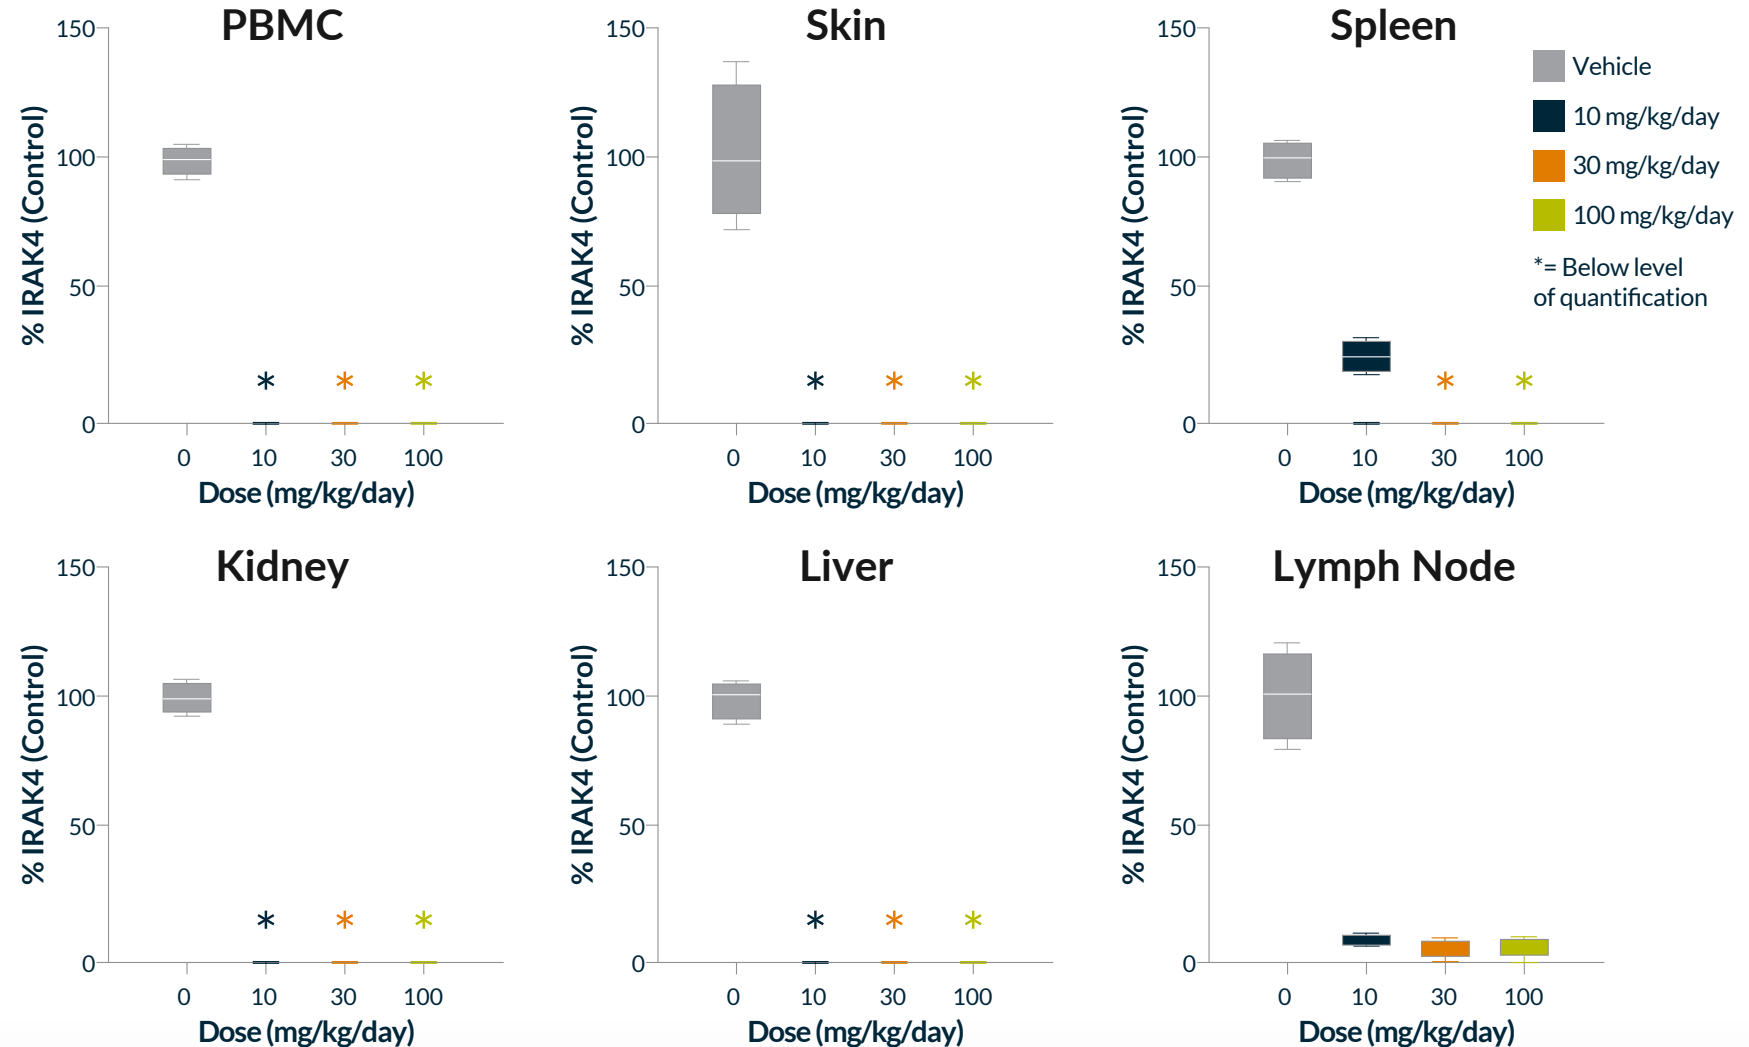 PBMC
150
100
50
0
% IRAK4 (Control)
* * *
0 10 30 100
Dose (mg/kg/day)
Skin
150
100
50
0
% IRAK4 (Control)
* * *
0 10 30 100
Dose (mg/kg/day)
Spleen
150
100
50
0
% IRAK4 (Control)
* *
0 10 30 100
Dose (mg/kg/day)
Vehicle
10 mg/kg/day
30 mg/kg/day
100 mg/kg/day
*= Below level
of quantification
Kidney
150
100
50
0
% IRAK4 (Control)
* * *
0 10 30 100
Dose (mg/kg/day)
Liver
150
100
50
0
% IRAK4 (Control)
* * *
0 10 30 100
Dose (mg/kg/day)
Lymph Node
150
100
50
0
% IRAK4 (Control)
0 10 30 100
Dose (mg/kg/day)